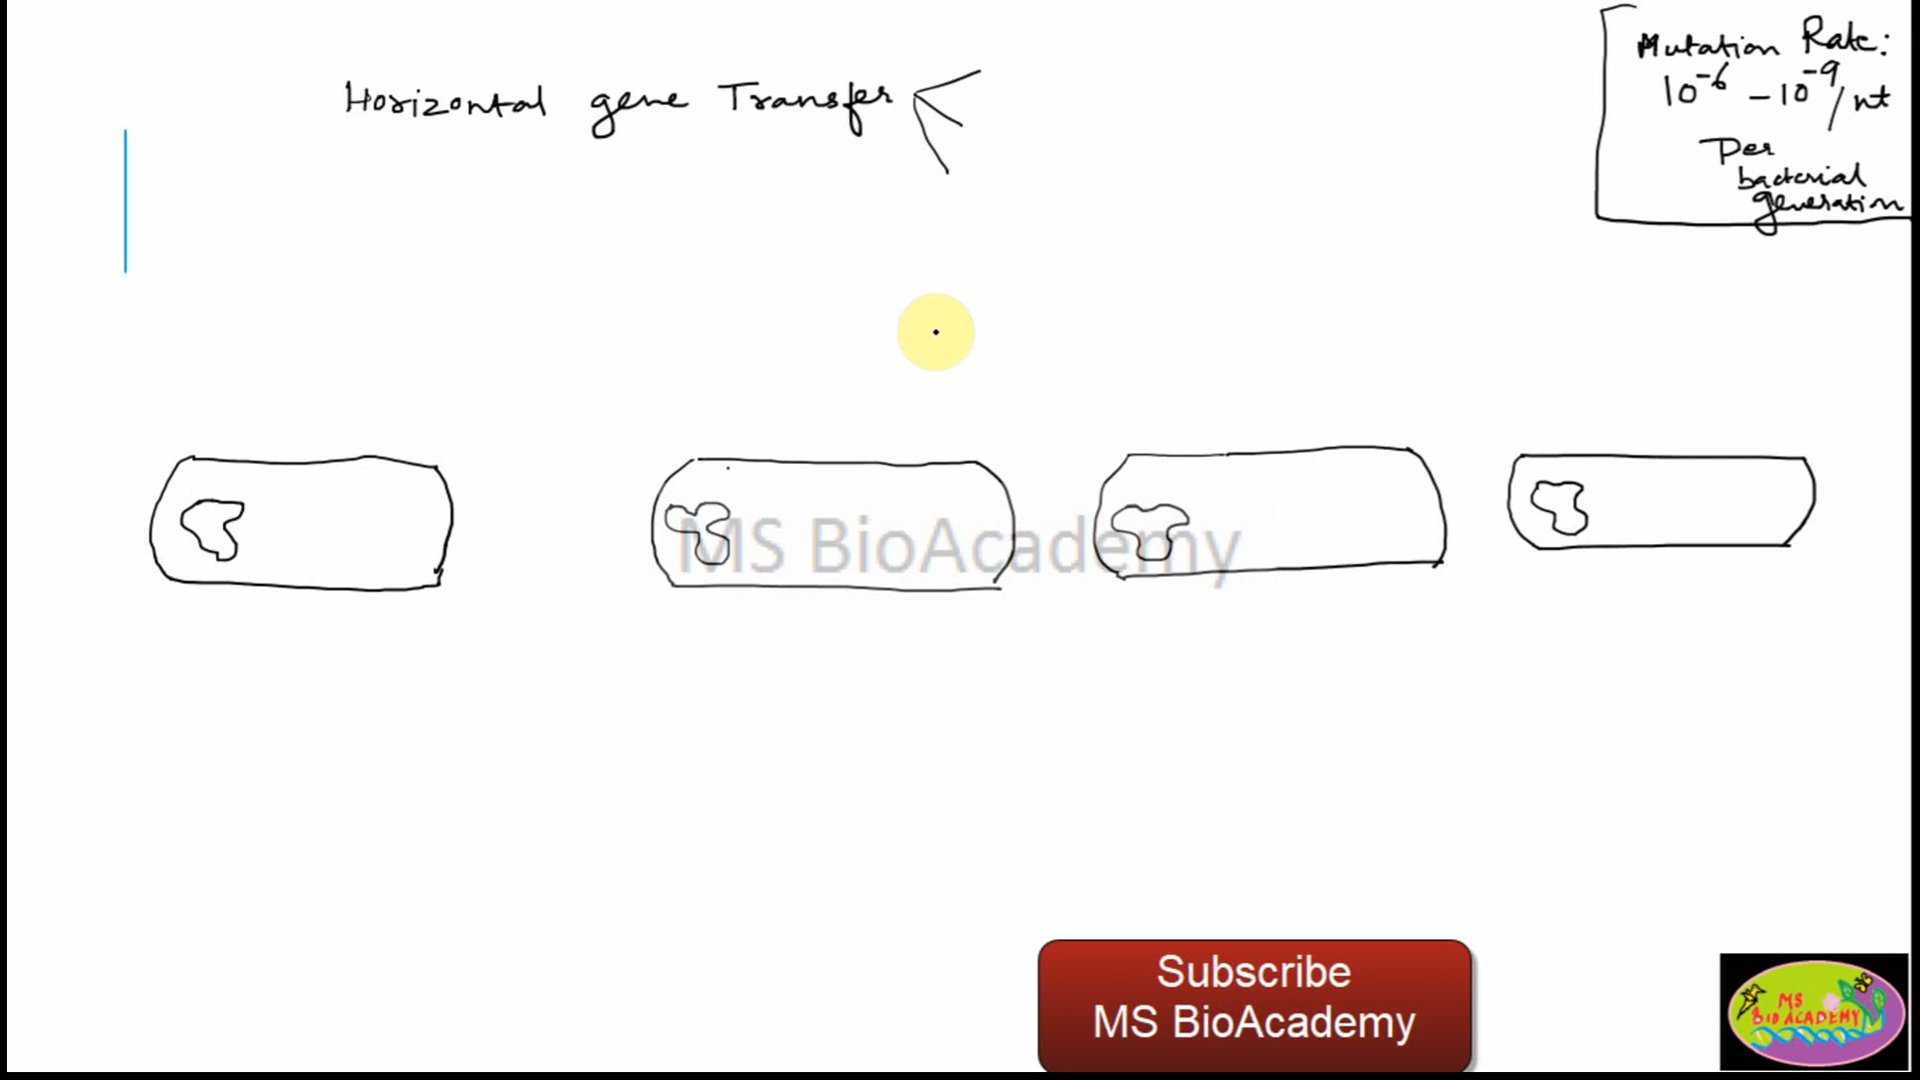 Horizontal gene Transfer
Mutation Rate:
10⁻⁶ – 10⁻⁹/nt
Per
bacterial
generation
MS BioAcademy
Subscribe
MS BioAcademy
MS
BIO ACADEMY